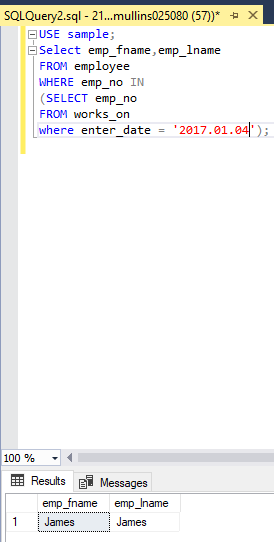 SQLQuery2.sql - 21...mullins025080 (57))*
USE sample;
Select emp_fname,emp_lname
FROM employee
WHERE emp_no IN
(SELECT emp_no
FROM works_on
where enter_date = '2017.01.04');
100 %
Results Messages
emp_fname emp_lname
1 James James